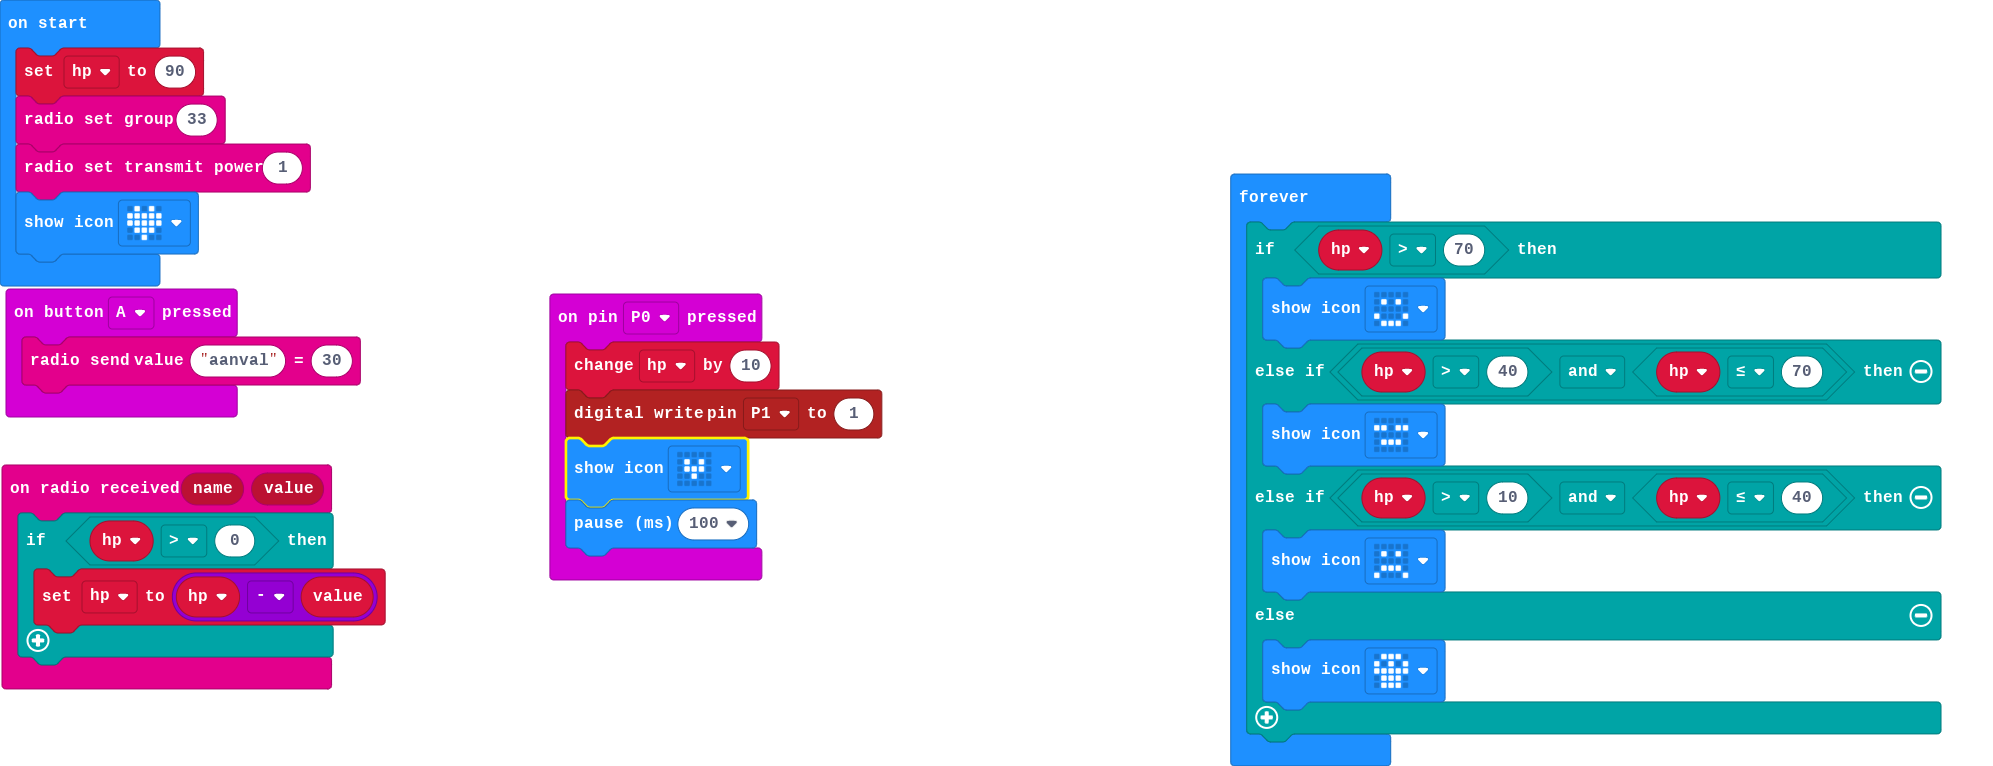 on start
set hp to 90
radio set group 33
radio set transmit power 1
show icon
on button A pressed
radio send value "aanval" = 30
on radio received name value
if hp > 0 then
set hp to hp - value
on pin P0 pressed
change hp by 10
digital write pin P1 to 1
show icon
pause (ms) 100
forever
if hp > 70 then
show icon
else if hp > 40 and hp ≤ 70 then
show icon
else if hp > 10 and hp ≤ 40 then
show icon
else
show icon